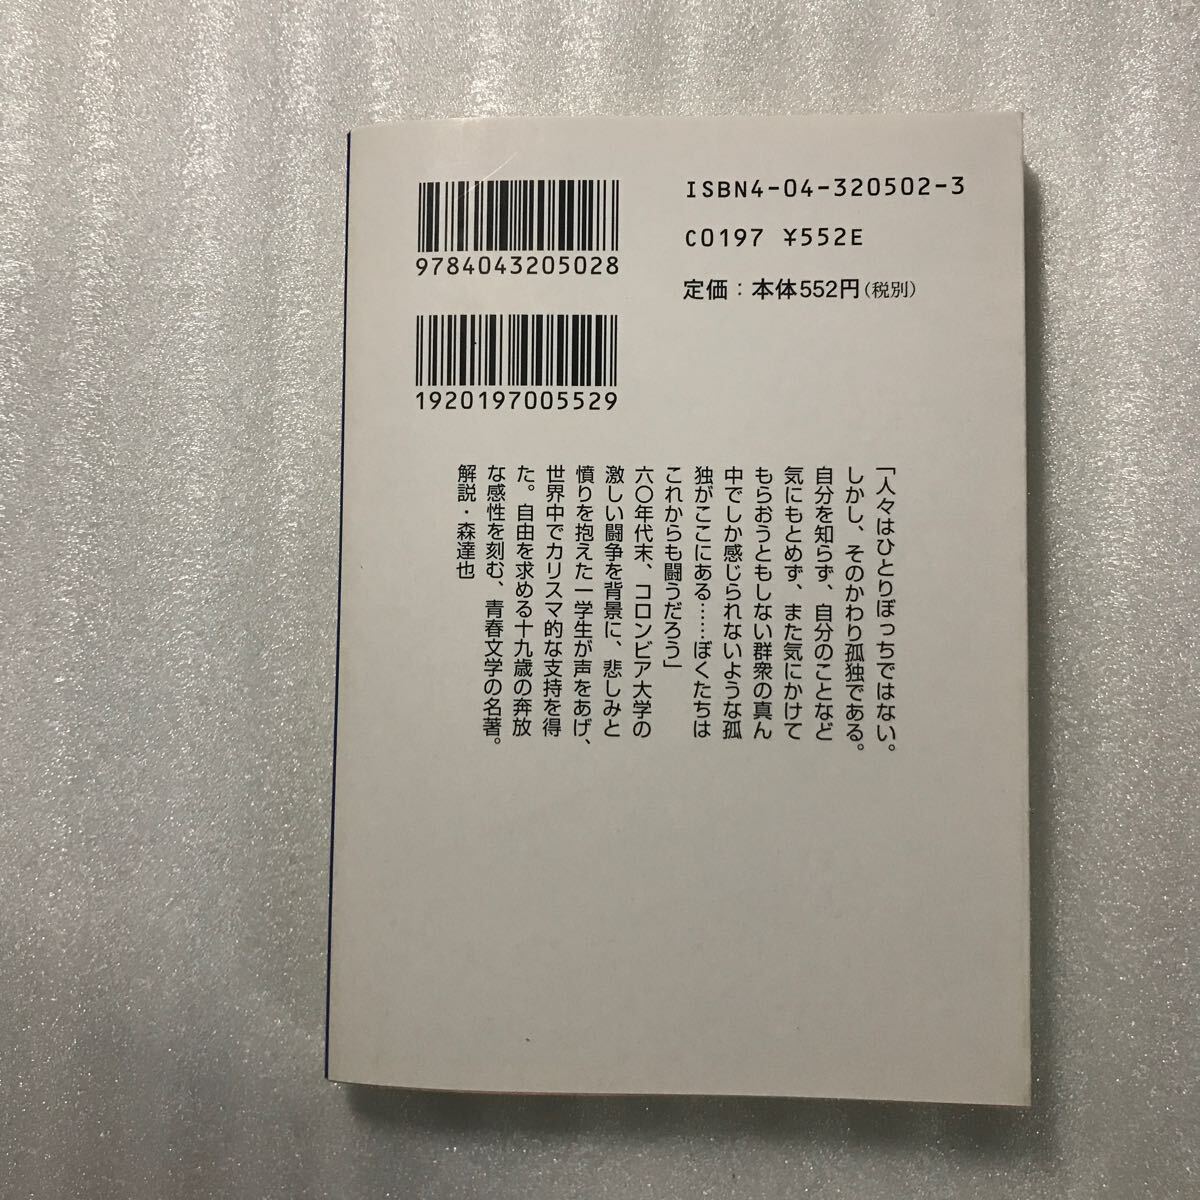 ISBN4-04-320502-3
C0197 ¥552E
定価：本体552円（税別）
9784043205028
1920197005529
「人々はひとりぼっちではない。
しかし、そのかわり孤独である。
自分を知らず、自分のことなど
気にもとめず、また気にかけて
もらおうともしない群衆の真ん
中でしか感じられないような孤
独がここにある……ぼくたちは
これからも闘うだろう」
六〇年代末、コロンビア大学の
激しい闘争を背景に、悲しみと
憤りを抱えた一学生が声をあげ、
世界中でカリスマ的な支持を得
た。自由を求める十九歳の奔放
な感性を刻む、青春文学の名著。
解説・森達也